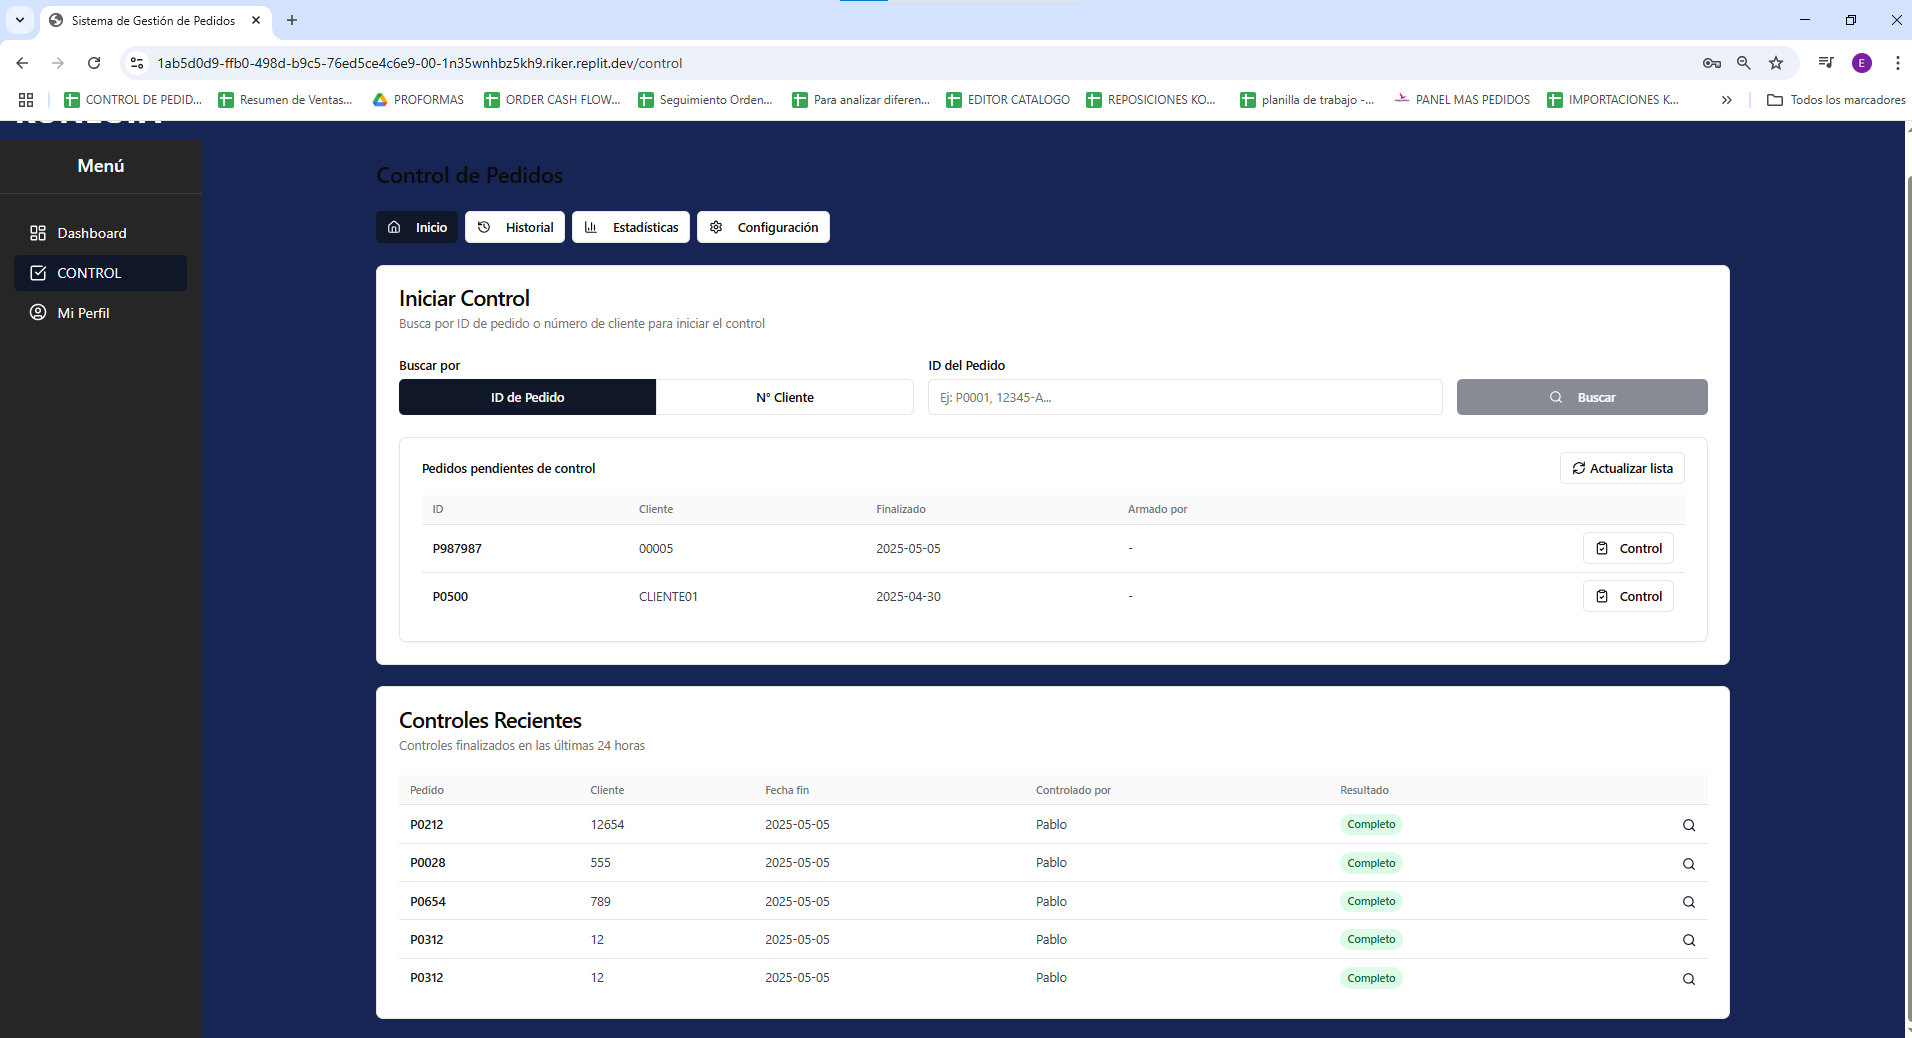 Sistema de Gestión de Pedidos
1ab5d0d9-ffb0-498d-b9c5-76ed5ce4c6e9-00-1n35wnhbz5kh9.riker.replit.dev/control
E
CONTROL DE PEDID...
Resumen de Ventas...
PROFORMAS
ORDER CASH FLOW...
Seguimiento Orden...
Para analizar diferen...
EDITOR CATALOGO
REPOSICIONES KO...
planilla de trabajo -...
PANEL MAS PEDIDOS
IMPORTACIONES K...
Todos los marcadores
Menú
Dashboard
CONTROL
Mi Perfil
Control de Pedidos
Inicio Historial Estadísticas Configuración
Iniciar Control
Busca por ID de pedido o número de cliente para iniciar el control
Buscar por ID del Pedido
ID de Pedido N° Cliente Ej: P0001, 12345-A... Buscar
Pedidos pendientes de control Actualizar lista
ID Cliente Finalizado Armado por
P987987 00005 2025-05-05 - Control
P0500 CLIENTE01 2025-04-30 - Control
Controles Recientes
Controles finalizados en las últimas 24 horas
Pedido Cliente Fecha fin Controlado por Resultado
P0212 12654 2025-05-05 Pablo Completo
P0028 555 2025-05-05 Pablo Completo
P0654 789 2025-05-05 Pablo Completo
P0312 12 2025-05-05 Pablo Completo
P0312 12 2025-05-05 Pablo Completo